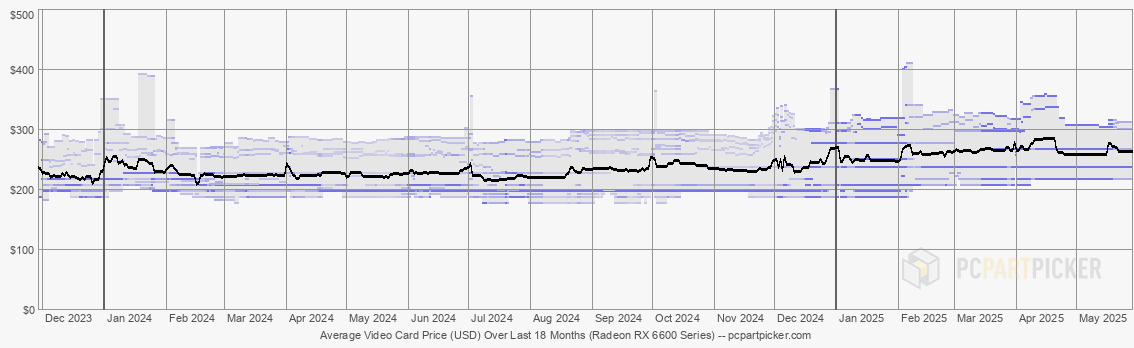 $500
$400
$300
$200
$100
$0
PCPARTPICKER
Dec 2023 Jan 2024 Feb 2024 Mar 2024 Apr 2024 May 2024 Jun 2024 Jul 2024 Aug 2024 Sep 2024 Oct 2024 Nov 2024 Dec 2024 Jan 2025 Feb 2025 Mar 2025 Apr 2025 May 2025
Average Video Card Price (USD) Over Last 18 Months (Radeon RX 6600 Series) -- pcpartpicker.com